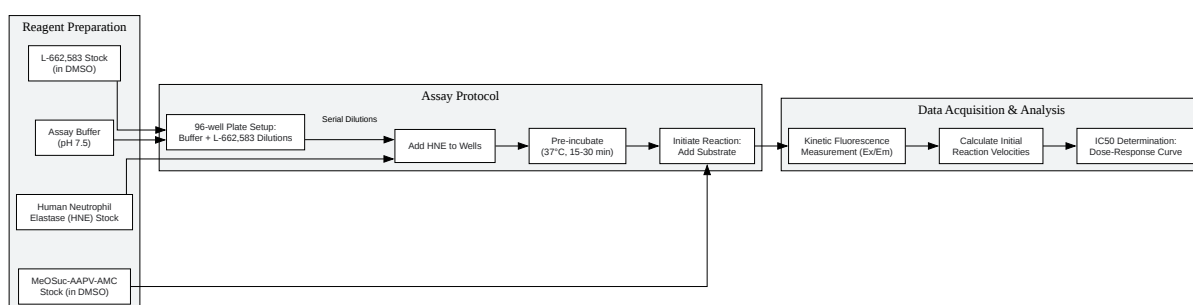 Reagent Preparation
L-662,583 Stock
(in DMSO)
Assay Buffer
(pH 7.5)
Human Neutrophil
Elastase (HNE) Stock
MeOSuc-AAPV-AMC
Stock (in DMSO)
Assay Protocol
96-well Plate Setup:
Buffer + L-662,583 Dilutions
Serial Dilutions
Add HNE to Wells
Pre-incubate
(37°C, 15-30 min)
Initiate Reaction:
Add Substrate
Data Acquisition & Analysis
Kinetic Fluorescence
Measurement (Ex/Em)
Calculate Initial
Reaction Velocities
IC50 Determination:
Dose-Response Curve